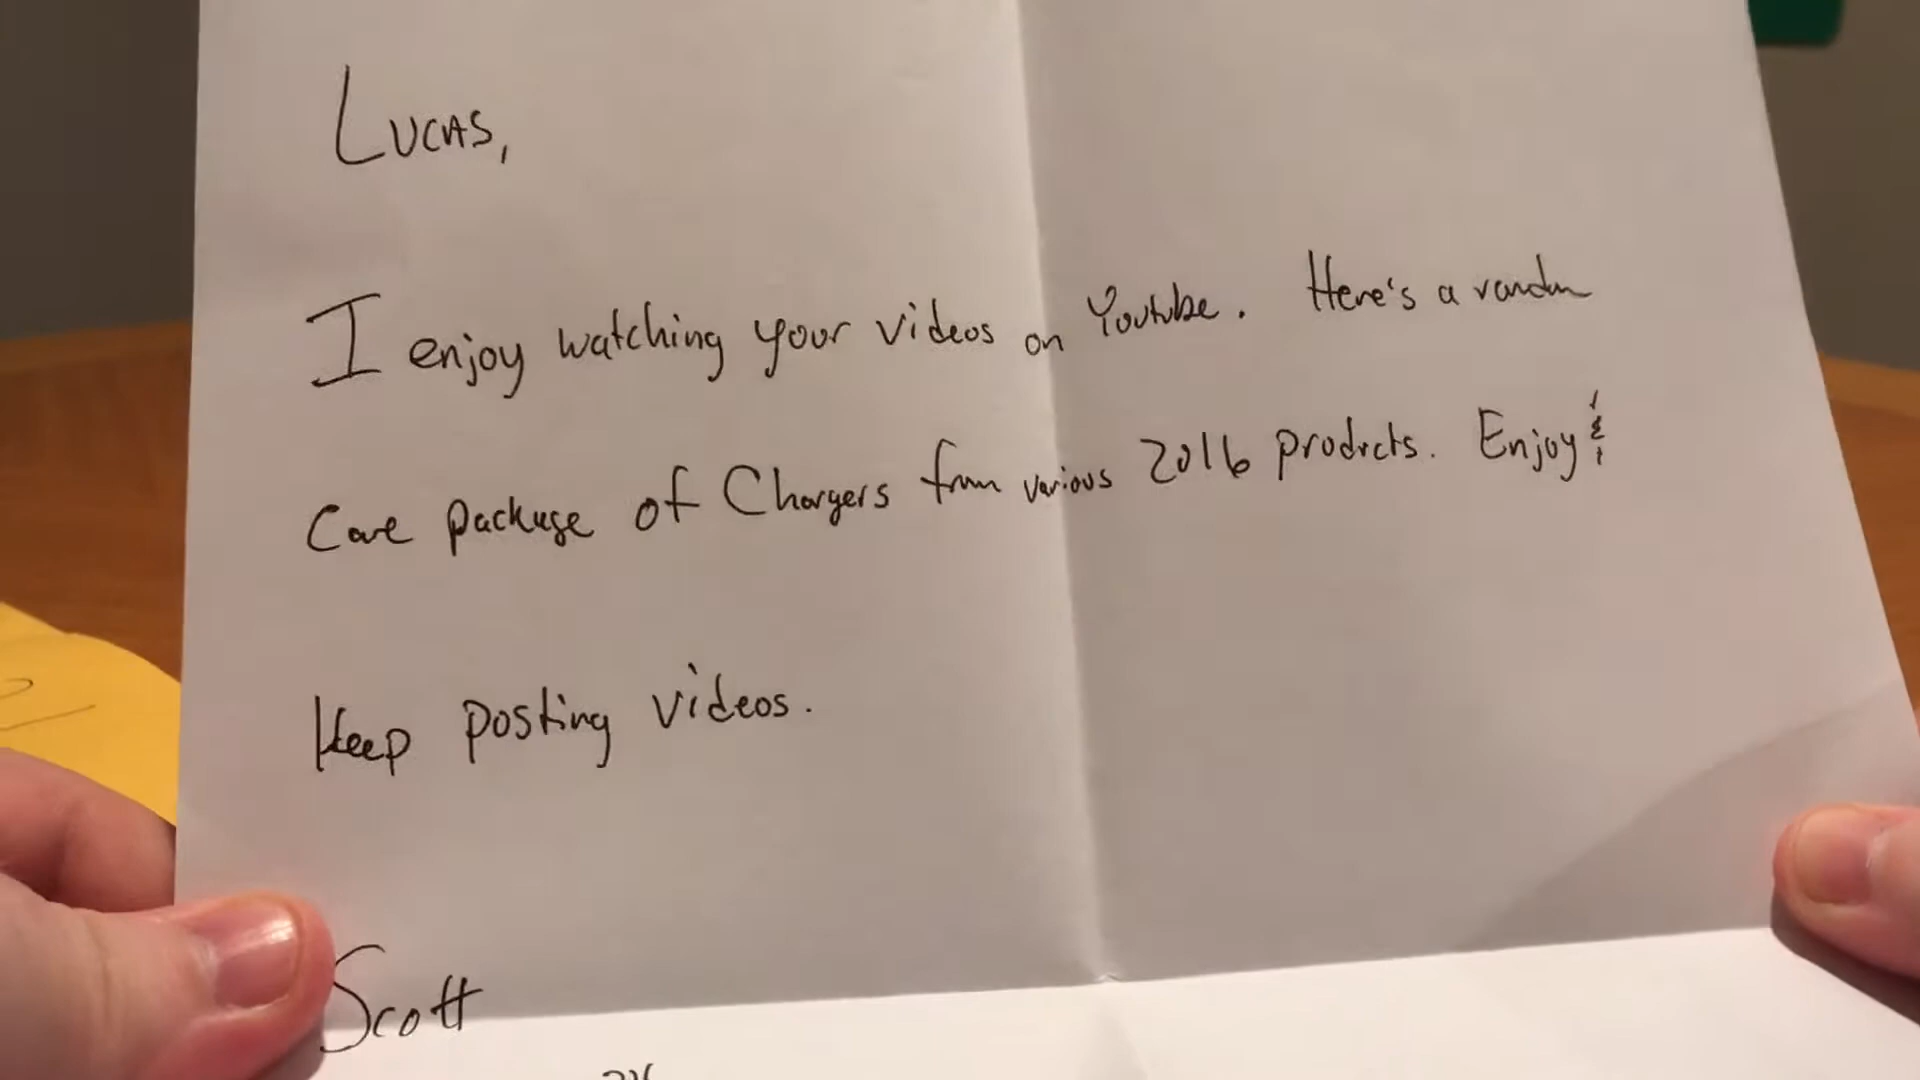 LUCAS,
I enjoy watching your videos on Youtube. Here's a random
Care package of Chargers from various 2016 products. Enjoy &
Keep posting videos.
Scott